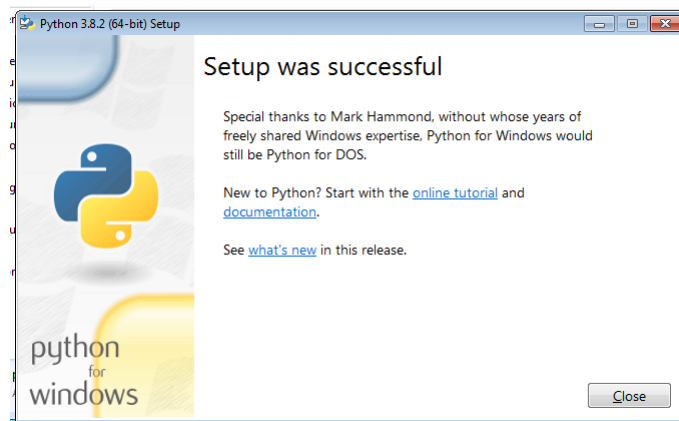 Python 3.8.2 (64-bit) Setup
Setup was successful
Special thanks to Mark Hammond, without whose years of
freely shared Windows expertise, Python for Windows would
still be Python for DOS.
New to Python? Start with the online tutorial and
documentation.
See what's new in this release.
python
for
windows
Close